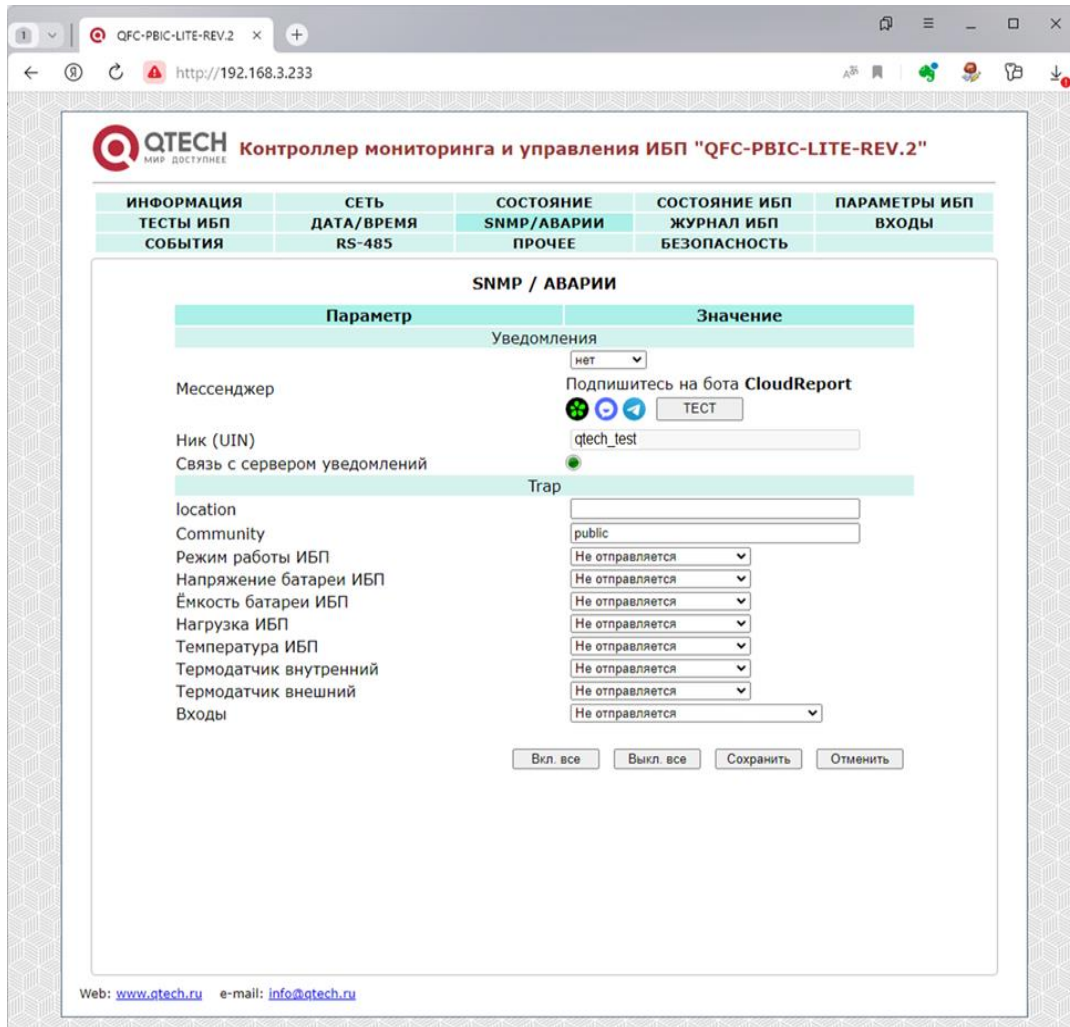 1
QFC-PBIC-LITE-REV.2
http://192.168.3.233
QTECH
МИР ДОСТУПНЕЕ
Контроллер мониторинга и управления ИБП "QFC-PBIC-LITE-REV.2"
ИНФОРМАЦИЯ СЕТЬ СОСТОЯНИЕ СОСТОЯНИЕ ИБП ПАРАМЕТРЫ ИБП
ТЕСТЫ ИБП ДАТА/ВРЕМЯ SNMP/АВАРИИ ЖУРНАЛ ИБП ВХОДЫ
СОБЫТИЯ RS-485 ПРОЧЕЕ БЕЗОПАСНОСТЬ
SNMP / АВАРИИ
Параметр Значение
Уведомления
нет
Мессенджер
Подпишитесь на бота CloudReport
ТЕСТ
Ник (UIN) qtech_test
Связь с сервером уведомлений
Trap
location
Community public
Режим работы ИБП Не отправляется
Напряжение батареи ИБП Не отправляется
Ёмкость батареи ИБП Не отправляется
Нагрузка ИБП Не отправляется
Температура ИБП Не отправляется
Термодатчик внутренний Не отправляется
Термодатчик внешний Не отправляется
Входы Не отправляется
Вкл. все Выкл. все Сохранить Отменить
Web: www.qtech.ru e-mail: info@qtech.ru